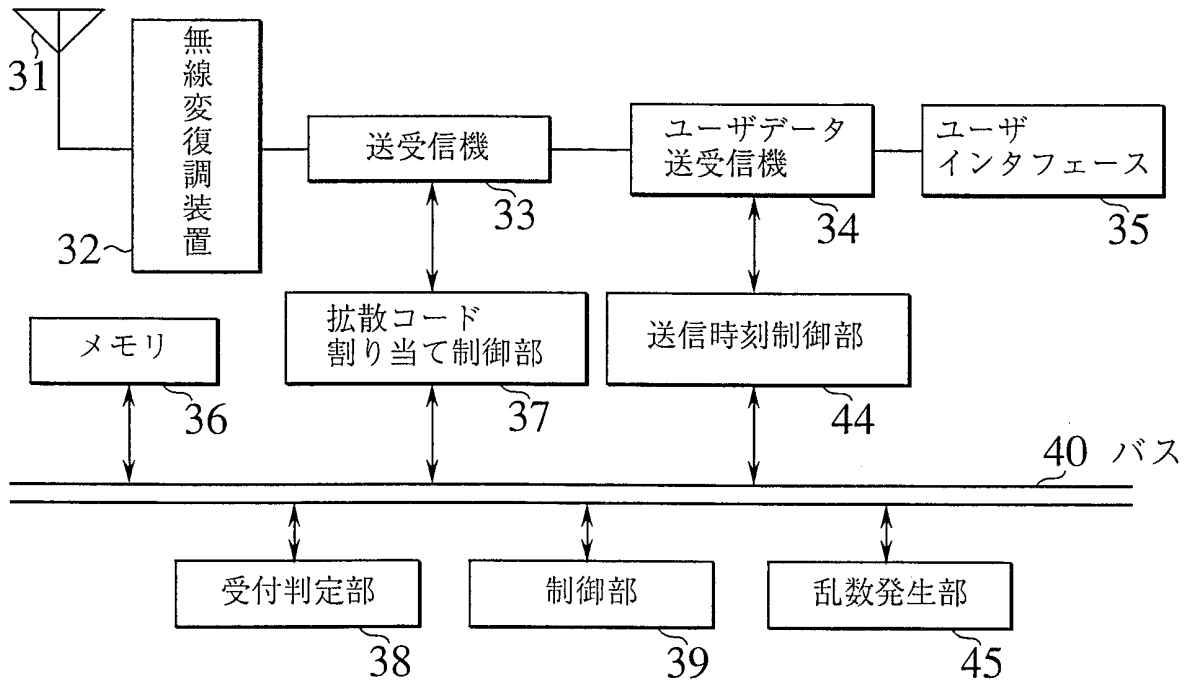 31
無線変復調装置
32
送受信機
33
ユーザデータ
送受信機
34
ユーザ
インタフェース
35
メモリ
36
拡散コード
割り当て制御部
37
送信時刻制御部
44
40 バス
受付判定部
38
制御部
39
乱数発生部
45